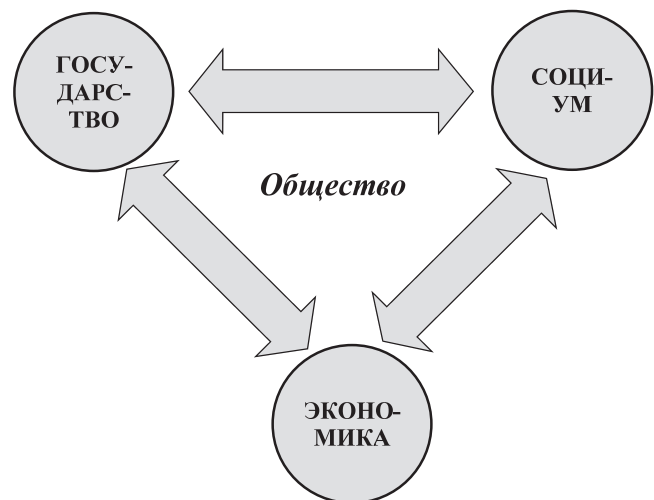 ГОСУ-
ДАРС-
ТВО
СОЦИ-
УМ
Общество
ЭКОНО-
МИКА